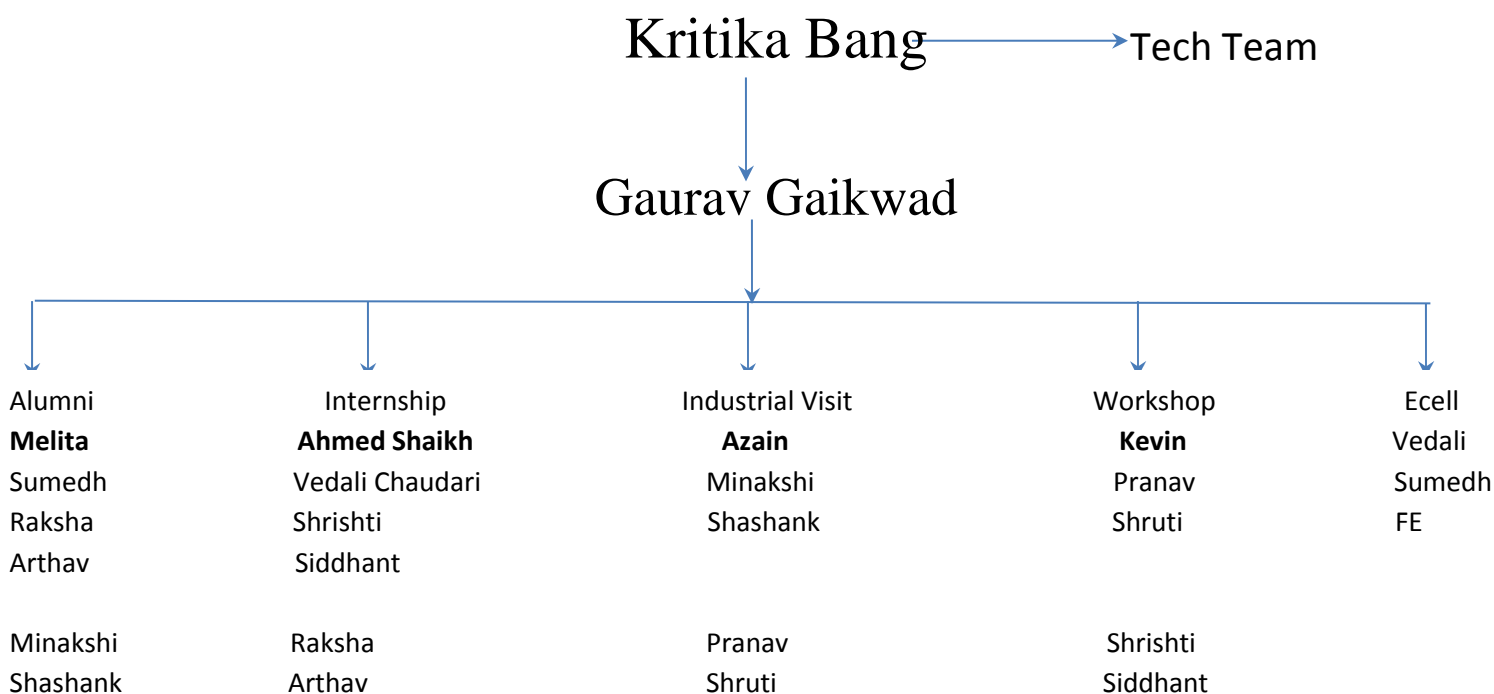 Kritika Bang Tech Team
Gaurav Gaikwad
Alumni Internship Industrial Visit Workshop Ecell
Melita Ahmed Shaikh Azain Kevin Vedali
Sumedh Vedali Chaudari Minakshi Pranav Sumedh
Raksha Shrishti Shashank Shruti FE
Arthav Siddhant
Minakshi Raksha Pranav Shrishti
Shashank Arthav Shruti Siddhant